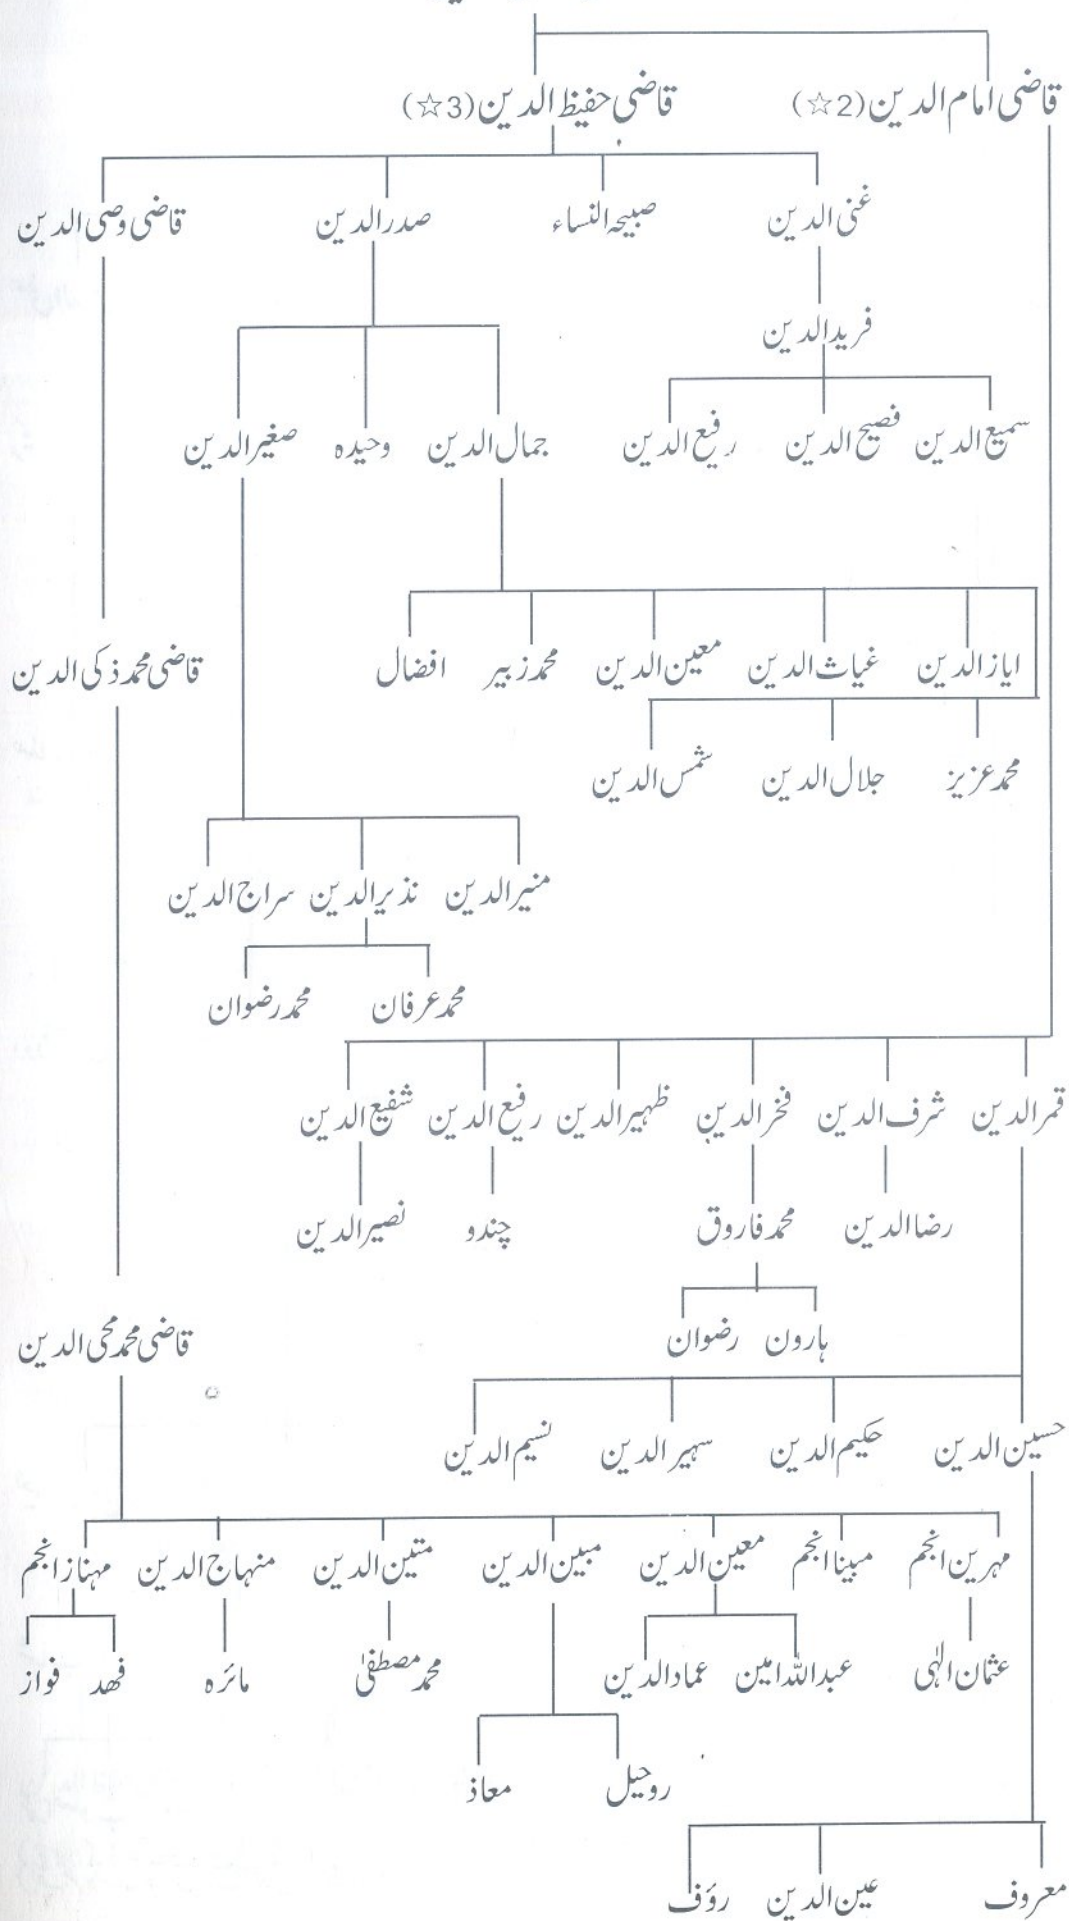 قاضی امام الدین (2☆) قاضی حفیظ الدین (3☆)
غنی الدین صبیحہ النساء صدر الدین قاضی وصی الدین
فرید الدین
سمیع الدین فصیح الدین رفیع الدین جمال الدین وحیدہ صغیر الدین
ایاز الدین غیاث الدین معین الدین محمد زبیر افضال قاضی محمد ذکی الدین
محمد عزیز جلال الدین شمس الدین
منیر الدین نذیر الدین سراج الدین
محمد عرفان محمد رضوان
قمر الدین شرف الدین فخر الدین ظہیر الدین رفیع الدین شفیع الدین
رضا الدین محمد فاروق چندو نصیر الدین
ہارون رضوان قاضی محمد محی الدین
حسین الدین حکیم الدین سہیر الدین نسیم الدین
مہرین انجم مبینا انجم معین الدین مبین الدین متین الدین منہاج الدین مہناز انجم
عثمان الٰہی عبداللہ امین عماد الدین محمد مصطفیٰ مائرہ فھد فواز
روحیل معاذ
معروف عین الدین رؤف